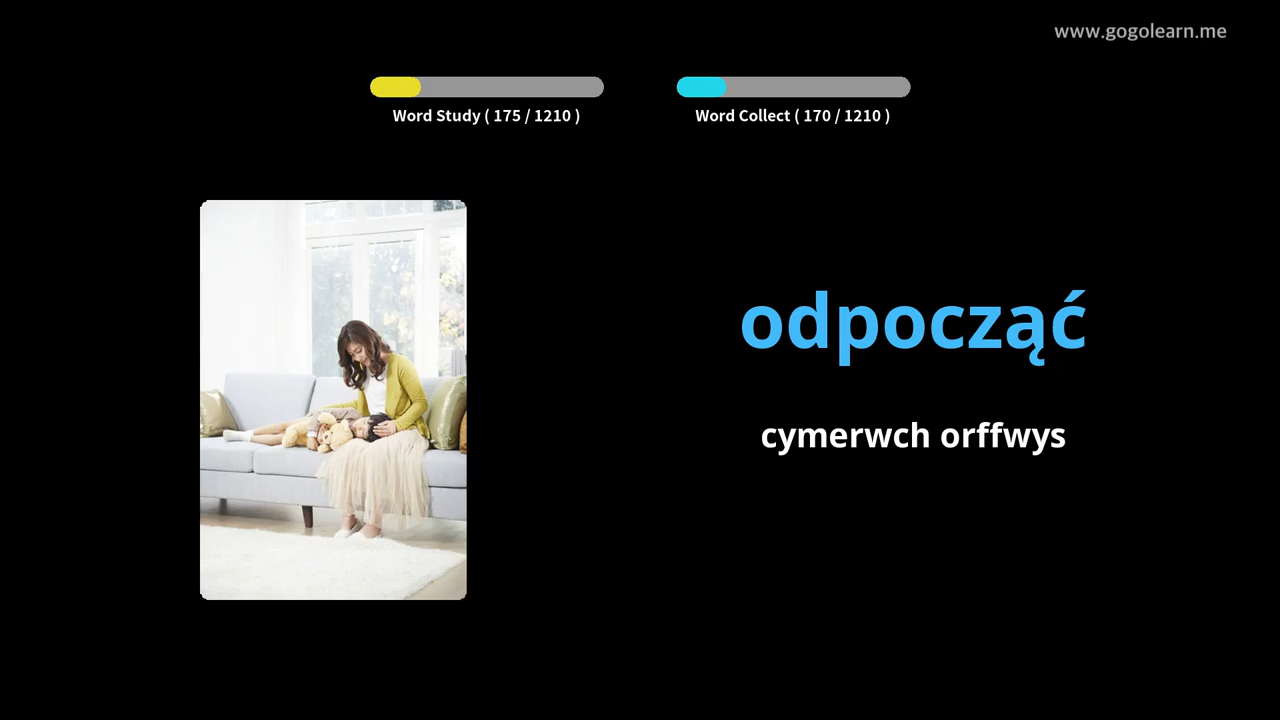 www.gogolearn.me
Word Study ( 175 / 1210 )
Word Collect ( 170 / 1210 )
odpocząć
cymerwch orffwys